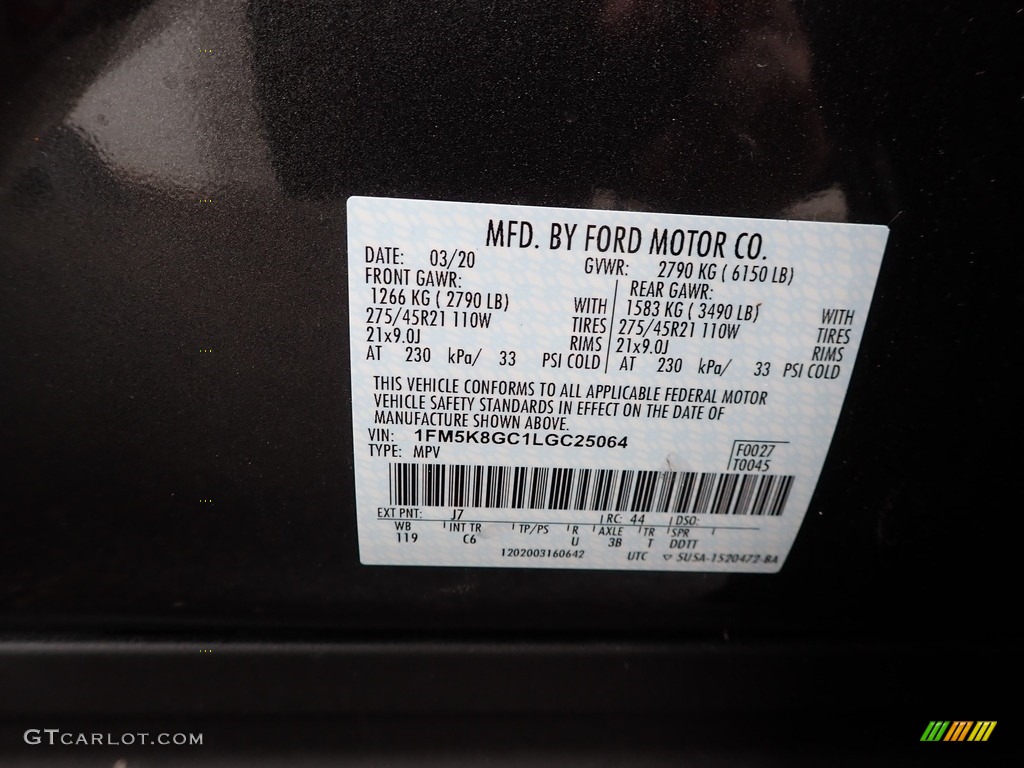 MFD. BY FORD MOTOR CO.
DATE: 03/20 GVWR: 2790 KG ( 6150 LB)
FRONT GAWR: REAR GAWR:
1266 KG ( 2790 LB) WITH 1583 KG ( 3490 LB) WITH
275/45R21 110W TIRES 275/45R21 110W TIRES
21x9.0J RIMS 21x9.0J RIMS
AT 230 kPa/ 33 PSI COLD AT 230 kPa/ 33 PSI COLD
THIS VEHICLE CONFORMS TO ALL APPLICABLE FEDERAL MOTOR
VEHICLE SAFETY STANDARDS IN EFFECT ON THE DATE OF
MANUFACTURE SHOWN ABOVE.
VIN: 1FM5K8GC1LGC25064
TYPE: MPV
F0027
T0045
EXT PNT: J7 RC: 44 DSO:
WB INT TR TP/PS R AXLE TR SPR
119 C6 U 3B T DDTT
1202003160642 UTC ▽ SU5A-1520472-BA
GTCARLOT.COM